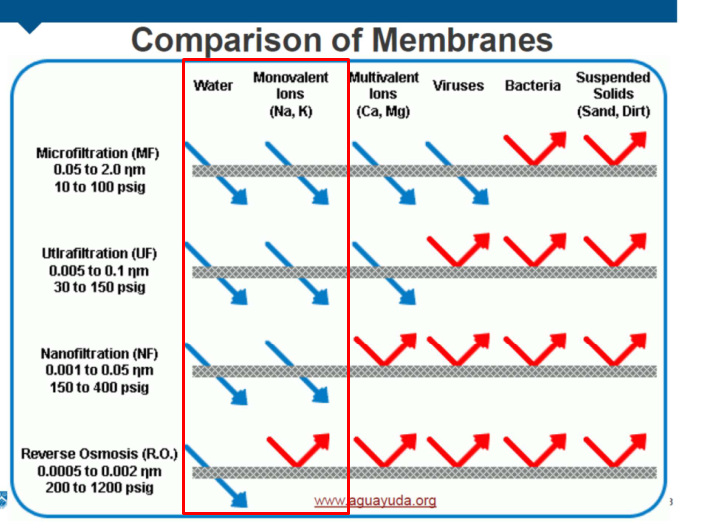 Comparison of Membranes
Water
Monovalent
Ions
(Na, K)
Multivalent
Ions
(Ca, Mg)
Viruses
Bacteria
Suspended
Solids
(Sand, Dirt)
Microfiltration (MF)
0.05 to 2.0 ηm
10 to 100 psig
Utlrafiltration (UF)
0.005 to 0.1 ηm
30 to 150 psig
Nanofiltration (NF)
0.001 to 0.05 ηm
150 to 400 psig
Reverse Osmosis (R.O.)
0.0005 to 0.002 ηm
200 to 1200 psig
www.aguayuda.org
3